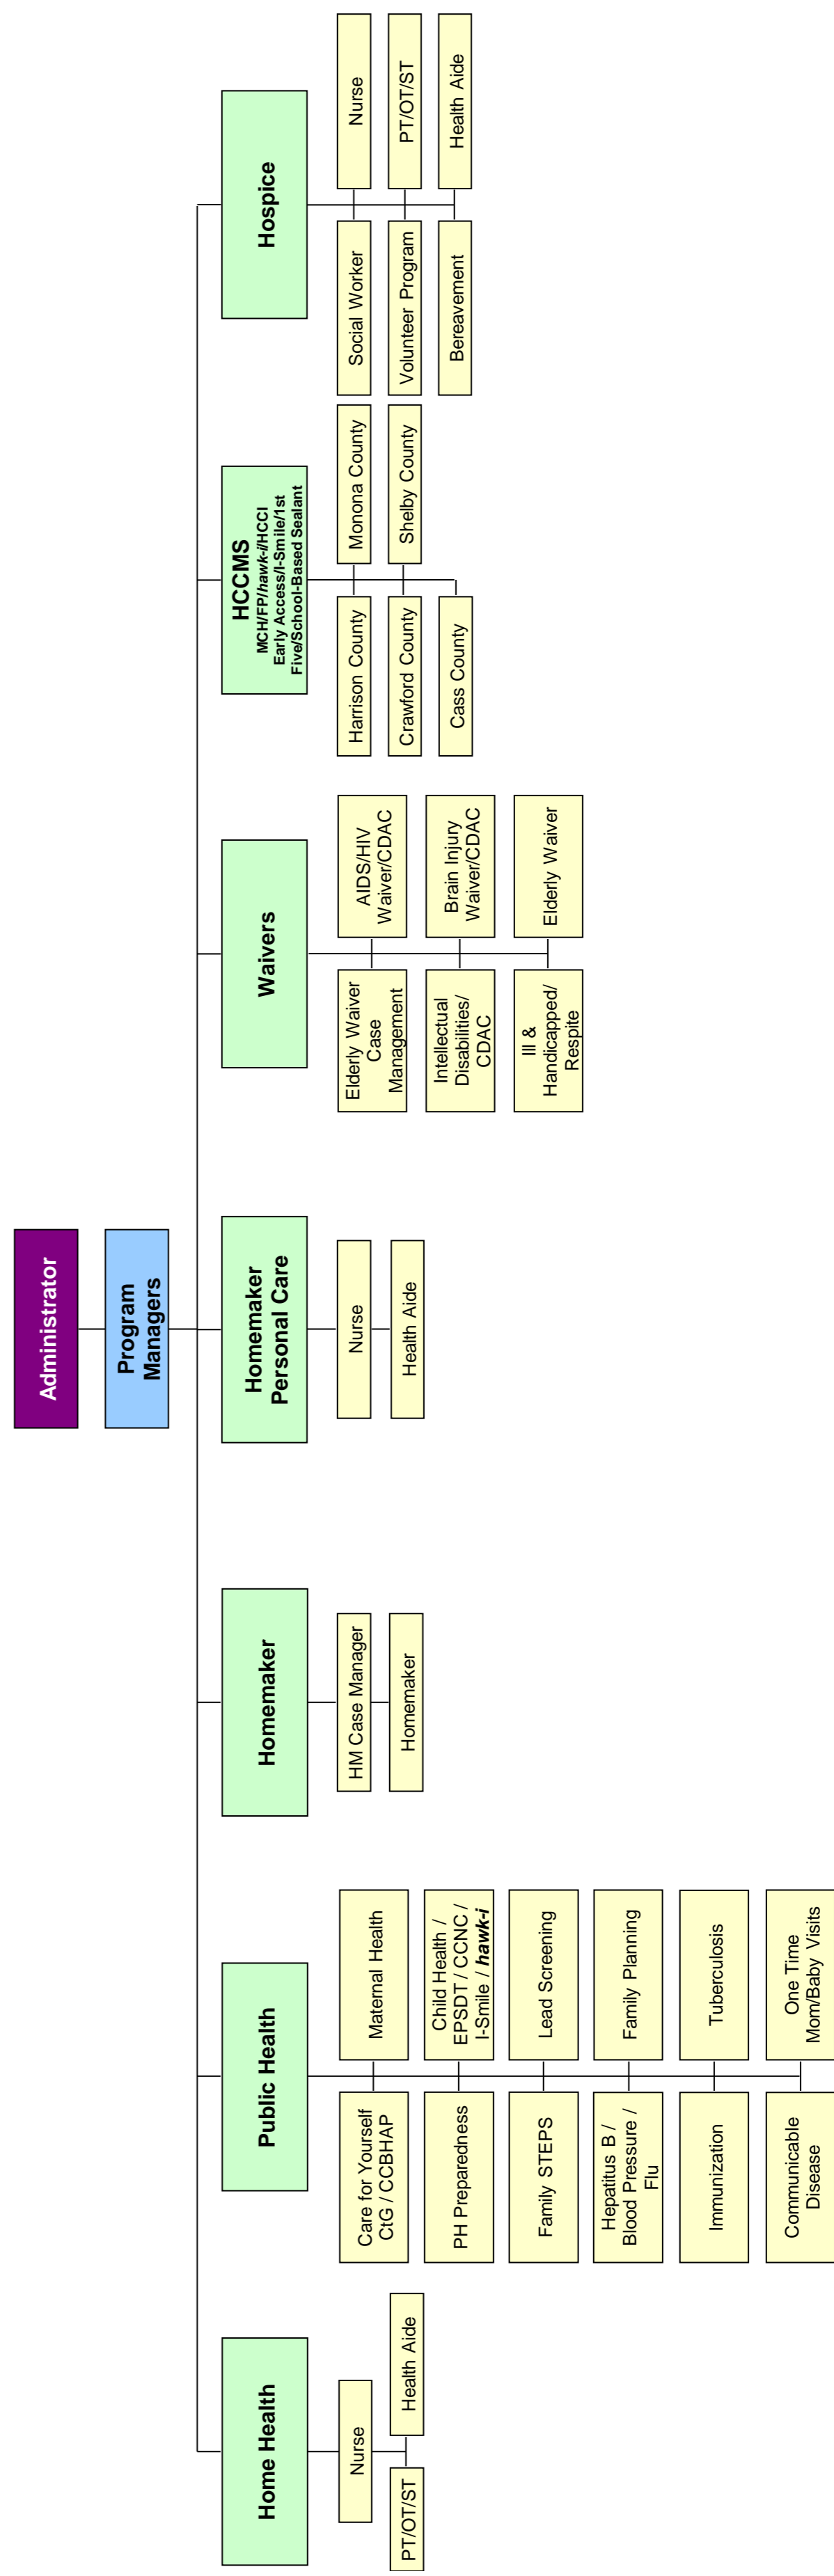 Administrator
Program
Managers
Home Health
Nurse
PT/OT/ST
Health Aide
Public Health
Care for Yourself
CtG / CCBHAP
Maternal Health
PH Preparedness
Child Health /
EPSDT / CCNC /
I-Smile / hawk-i
Family STEPS
Lead Screening
Hepatitus B /
Blood Pressure /
Flu
Family Planning
Immunization
Tuberculosis
Communicable
Disease
One Time
Mom/Baby Visits
Homemaker
HM Case Manager
Homemaker
Homemaker
Personal Care
Nurse
Health Aide
Waivers
Elderly Waiver
Case
Management
AIDS/HIV
Waiver/CDAC
Intellectual
Disabilities/
CDAC
Brain Injury
Waiver/CDAC
Ill &
Handicapped/
Respite
Elderly Waiver
HCCMS
MCH/FP/hawk-i/HCCI
Early Access/I-Smile/1st
Five/School-Based Sealant
Harrison County
Monona County
Crawford County
Shelby County
Cass County
Hospice
Social Worker
Nurse
Volunteer Program
PT/OT/ST
Bereavement
Health Aide